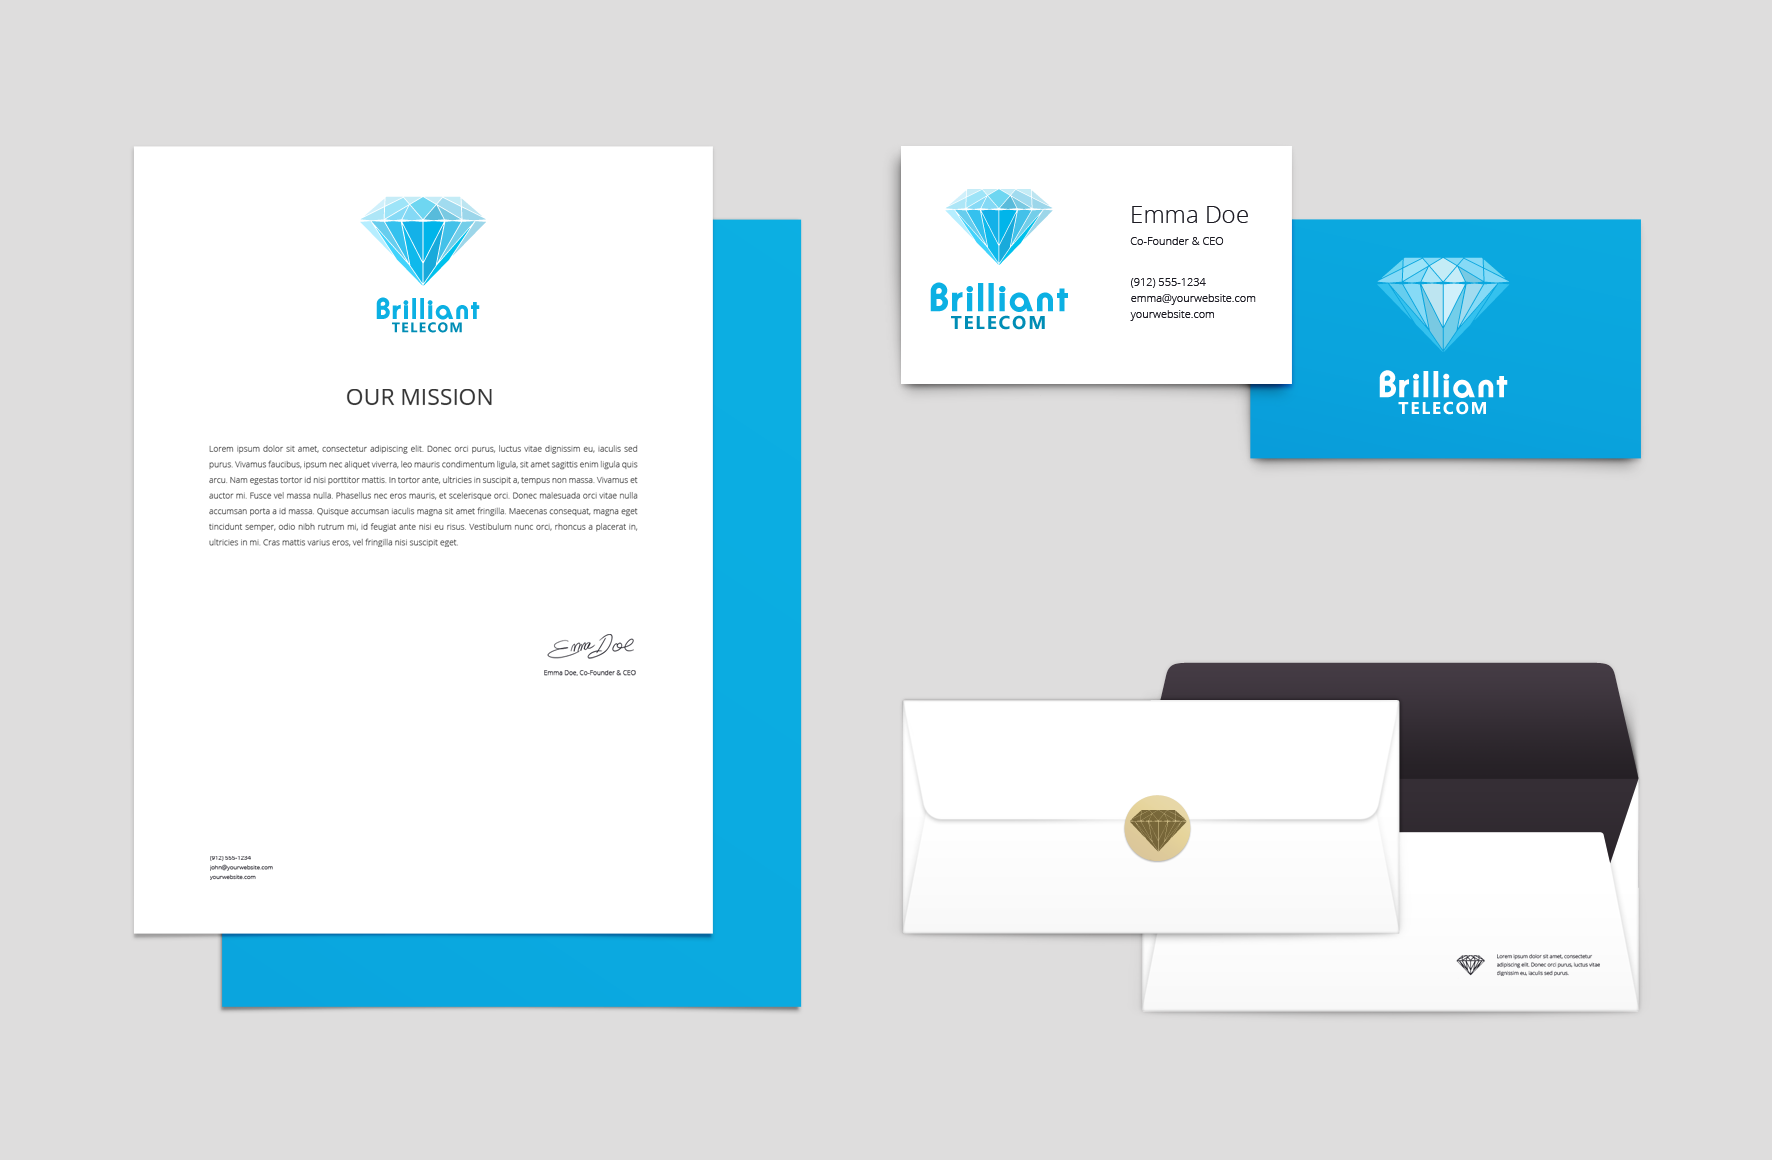 Brilliant
TELECOM
OUR MISSION
Lorem ipsum dolor sit amet, consectetur adipiscing elit. Donec orci purus, luctus vitae dignissim eu, iaculis sed
purus. Vivamus faucibus, ipsum nec aliquet viverra, leo mauris condimentum ligula, sit amet sagittis enim ligula quis
arcu. Nam egestas tortor id nisi porttitor mattis. In tortor ante, ultricies in suscipit a, tempus non massa. Vivamus et
auctor mi. Fusce vel massa nulla. Phasellus nec eros mauris, et scelerisque orci. Donec malesuada orci vitae nulla
accumsan porta a id massa. Quisque accumsan iaculis magna sit amet fringilla. Maecenas consequat, magna eget
tincidunt semper, odio nibh rutrum mi, id feugiat ante nisi eu risus. Vestibulum nunc orci, rhoncus a placerat in,
ultricies in mi. Cras mattis varius eros, vel fringilla nisi suscipit eget.
Emma Doe
Emma Doe, Co-Founder & CEO
(912) 555-1234
john@yourwebsite.com
yourwebsite.com
Brilliant
TELECOM
Emma Doe
Co-Founder & CEO
(912) 555-1234
emma@yourwebsite.com
yourwebsite.com
Brilliant
TELECOM
Lorem ipsum dolor sit amet, consectetur
adipiscing elit. Donec orci purus, luctus vitae
dignissim eu, iaculis sed purus.